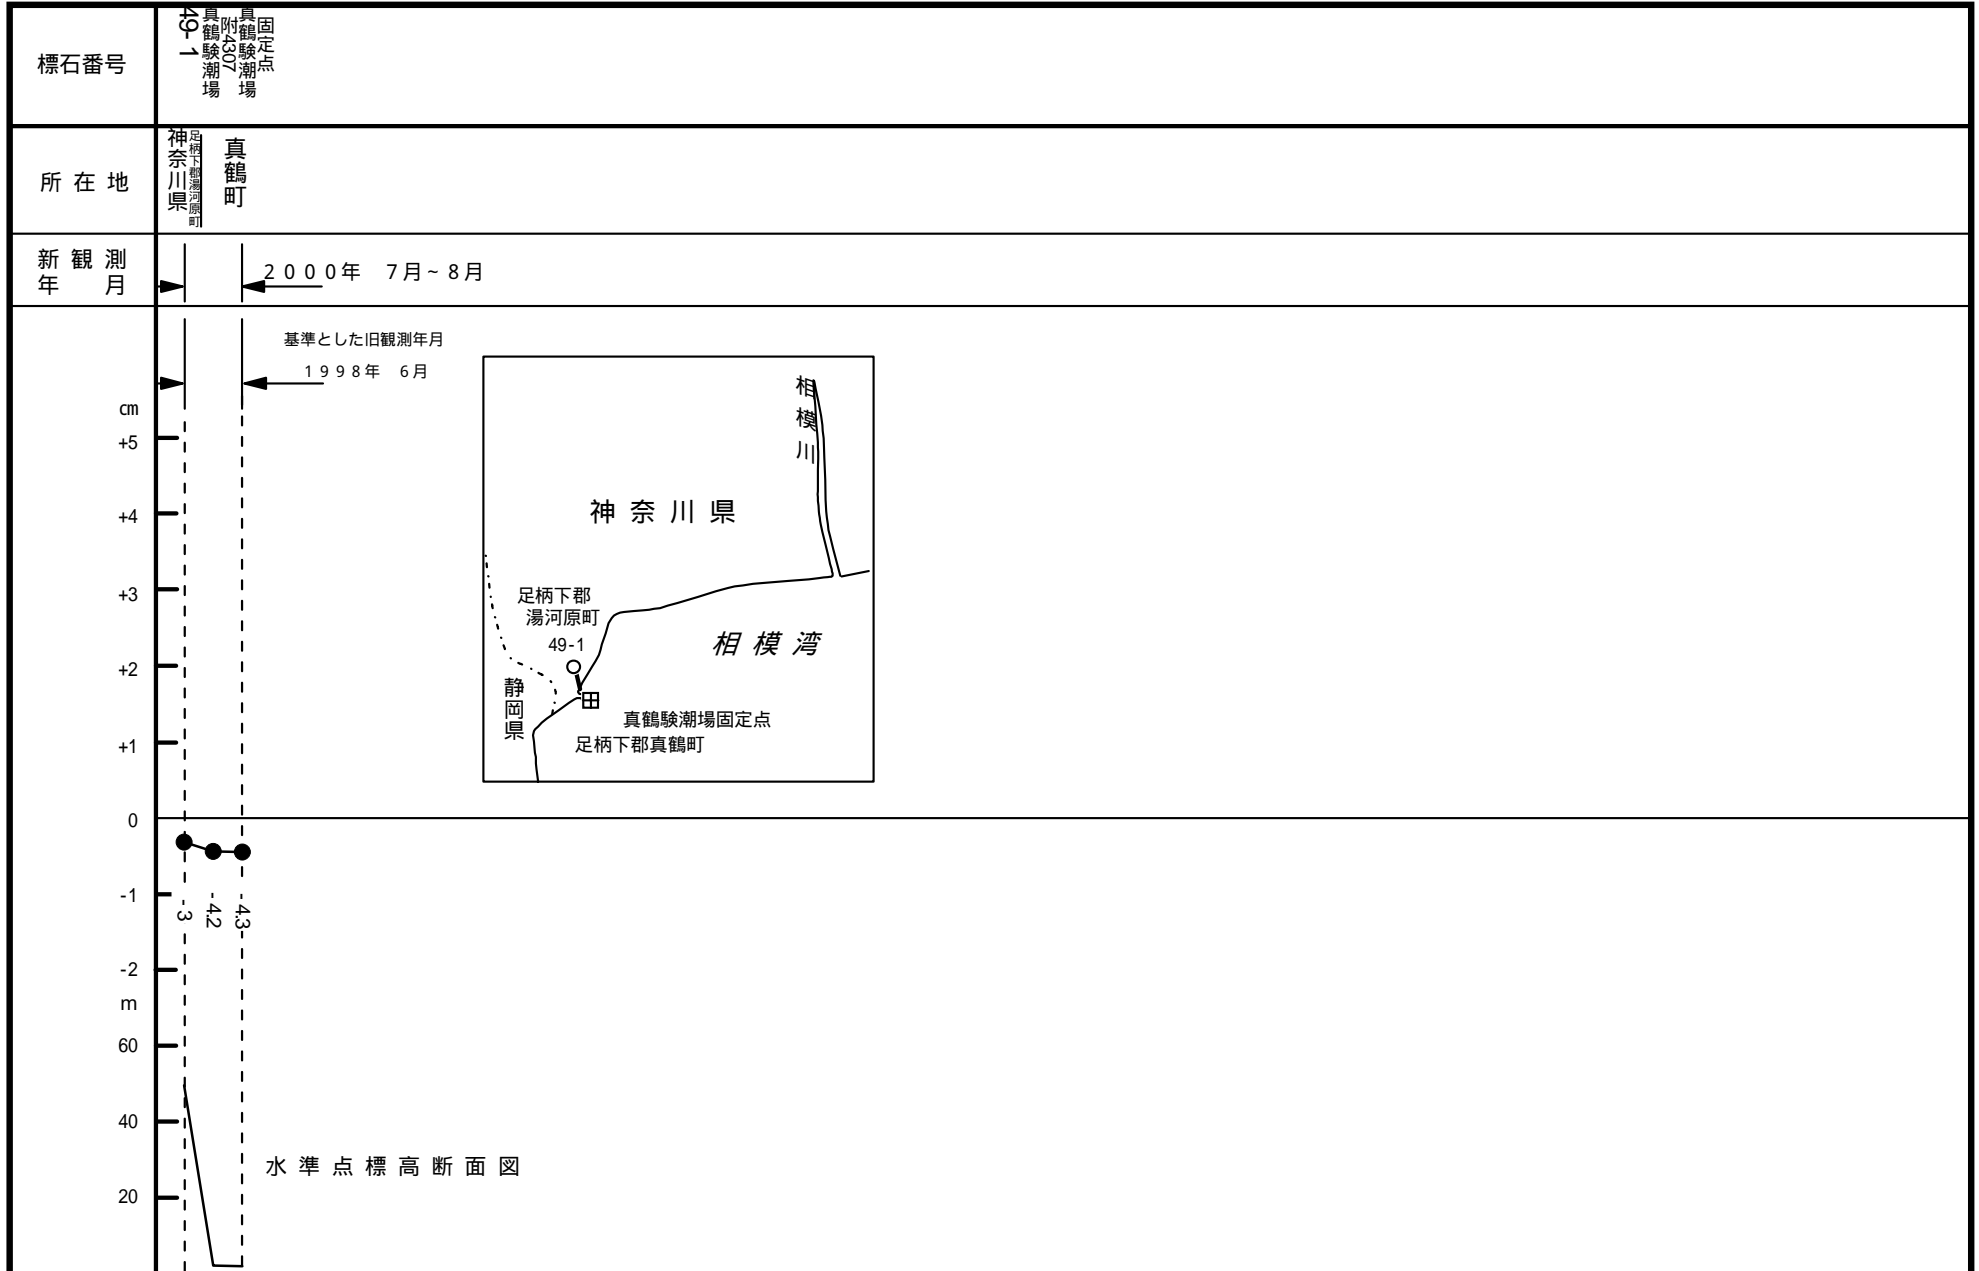 標石番号
49-1
真鶴験潮場
附4307
真鶴験潮場
固定点
所在地
神奈川県
足柄下郡湯河原町
真鶴町
新観測
年 月
2000年 7月~8月
基準とした旧観測年月
1998年 6月
cm
+5
+4
+3
+2
+1
0
-1
-2
-3
-4.2
-4.3
相模川
神奈川県
足柄下郡
湯河原町
49-1
相模湾
静岡県
真鶴験潮場固定点
足柄下郡真鶴町
m
60
40
20
水準点標高断面図